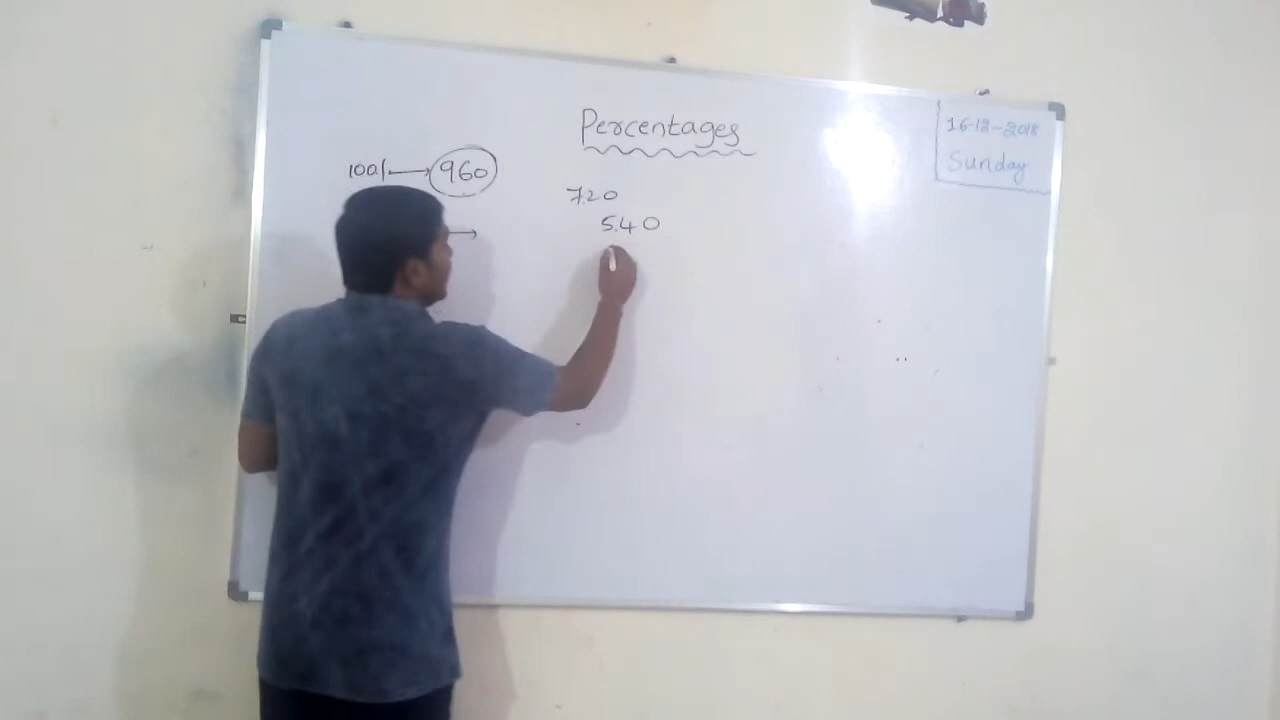 Percentages
16-12-2018
Sunday
100% → 960
→
720
540